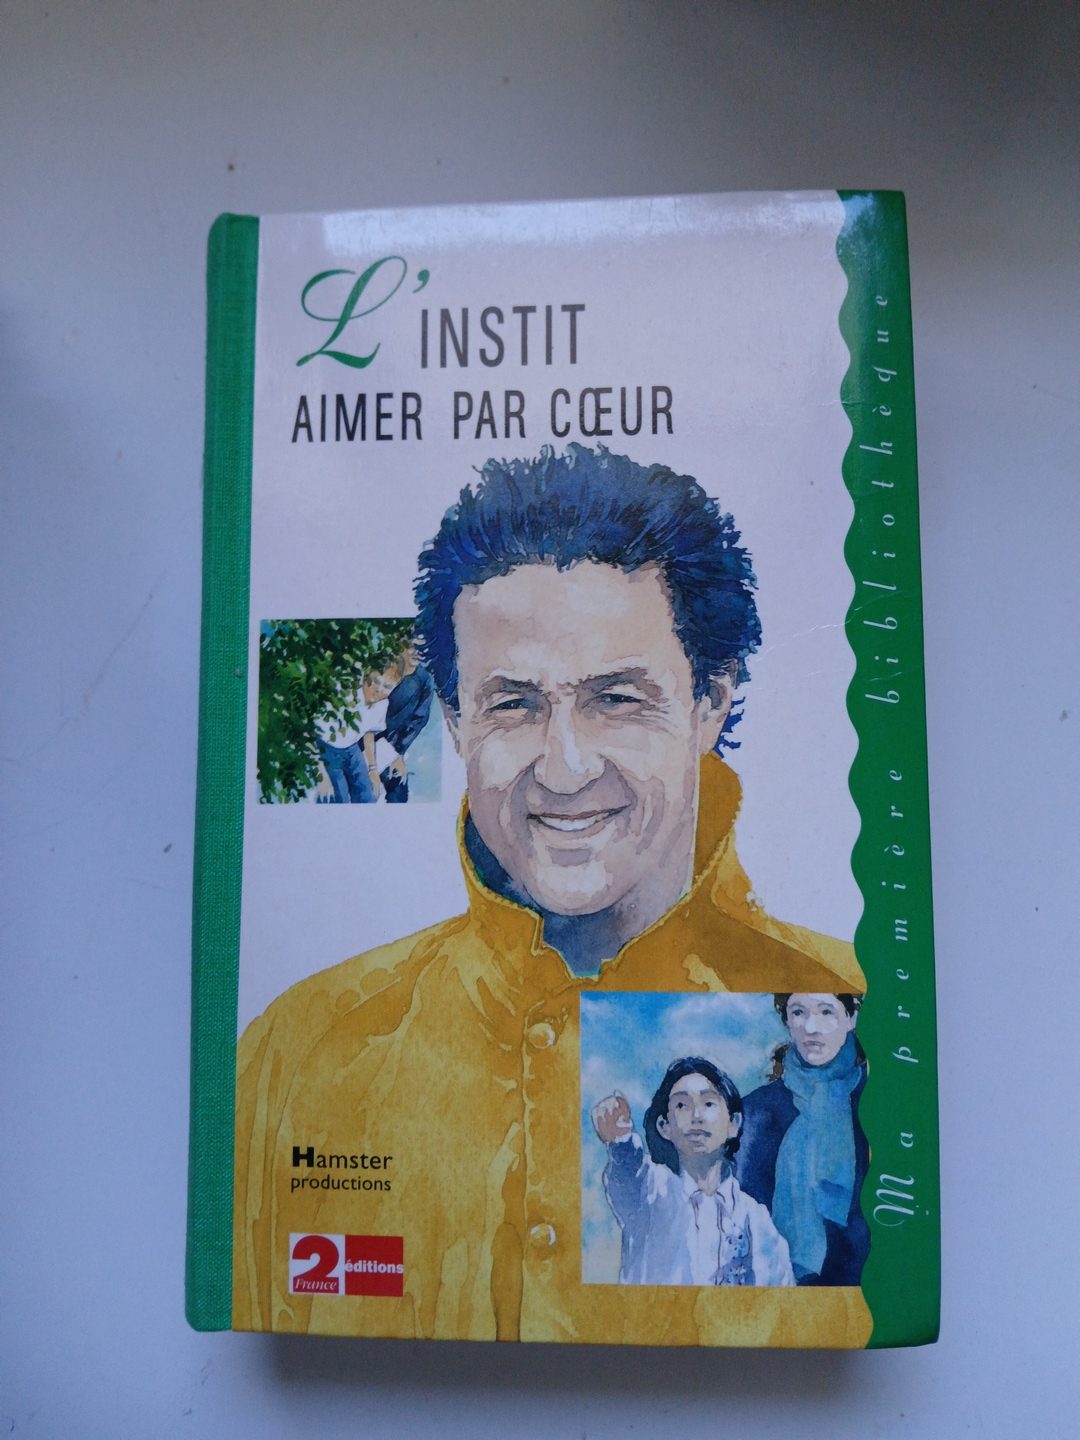 L'INSTIT
AIMER PAR CŒUR
Ma première bibliothèque
Hamster
productions
2
France
éditions